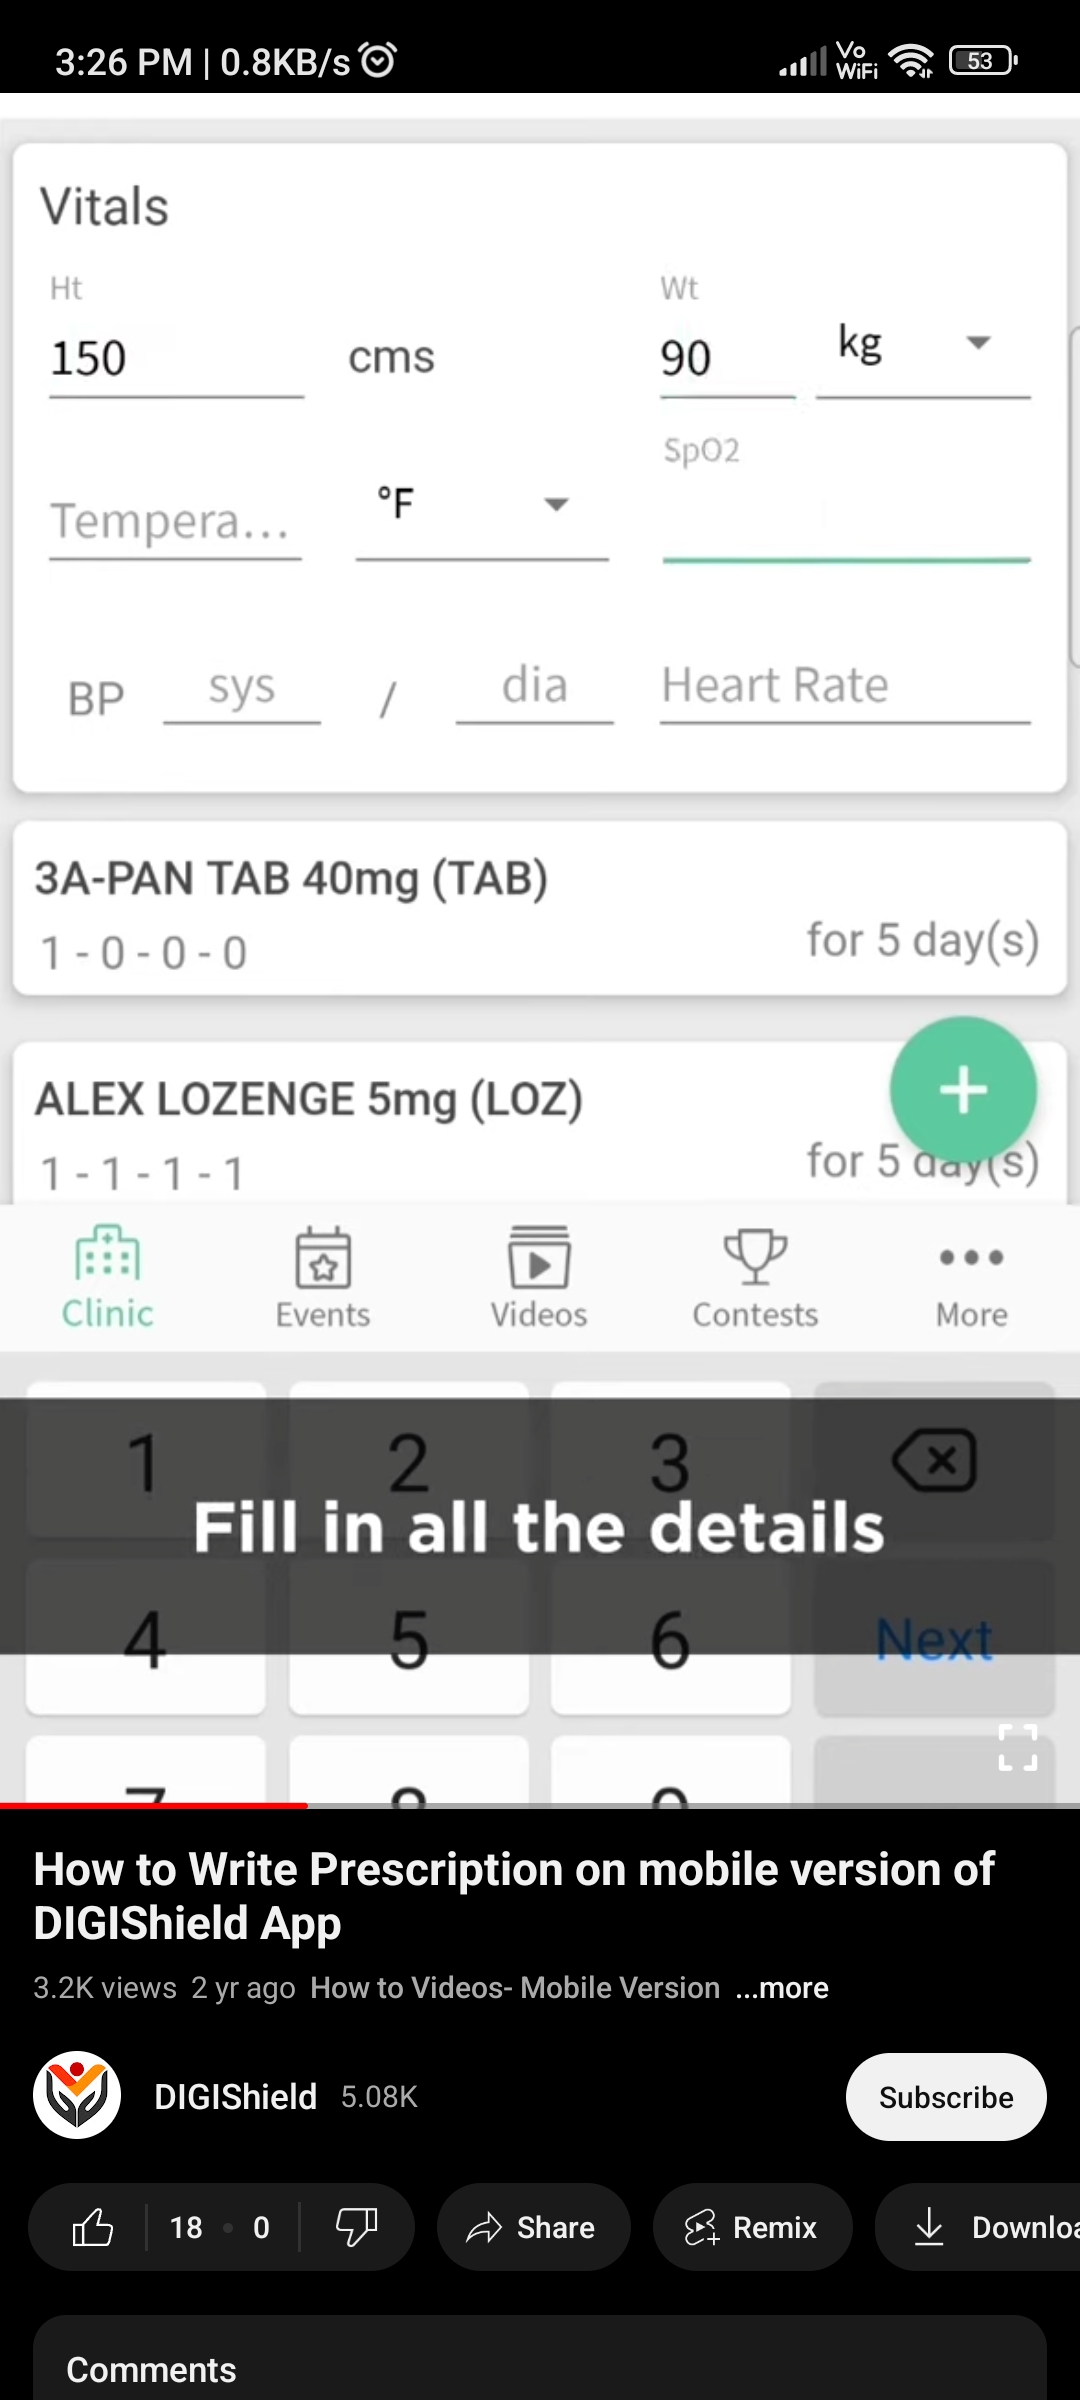 3:26 PM | 0.8KB/s
Vo WiFi
53
Vitals
Ht
Wt
150
cms
90
kg
SpO2
Tempera...
°F
BP
sys
/
dia
Heart Rate
3A-PAN TAB 40mg (TAB)
1 - 0 - 0 - 0
for 5 day(s)
ALEX LOZENGE 5mg (LOZ)
+
1 - 1 - 1 - 1
for 5 day(s)
Clinic
Events
Videos
Contests
More
1
2
3
Fill in all the details
4
5
6
Next
7
8
9
How to Write Prescription on mobile version of
DIGIShield App
3.2K views 2 yr ago How to Videos- Mobile Version ...more
DIGIShield 5.08K
Subscribe
18 • 0
Share
Remix
Downloa
Comments